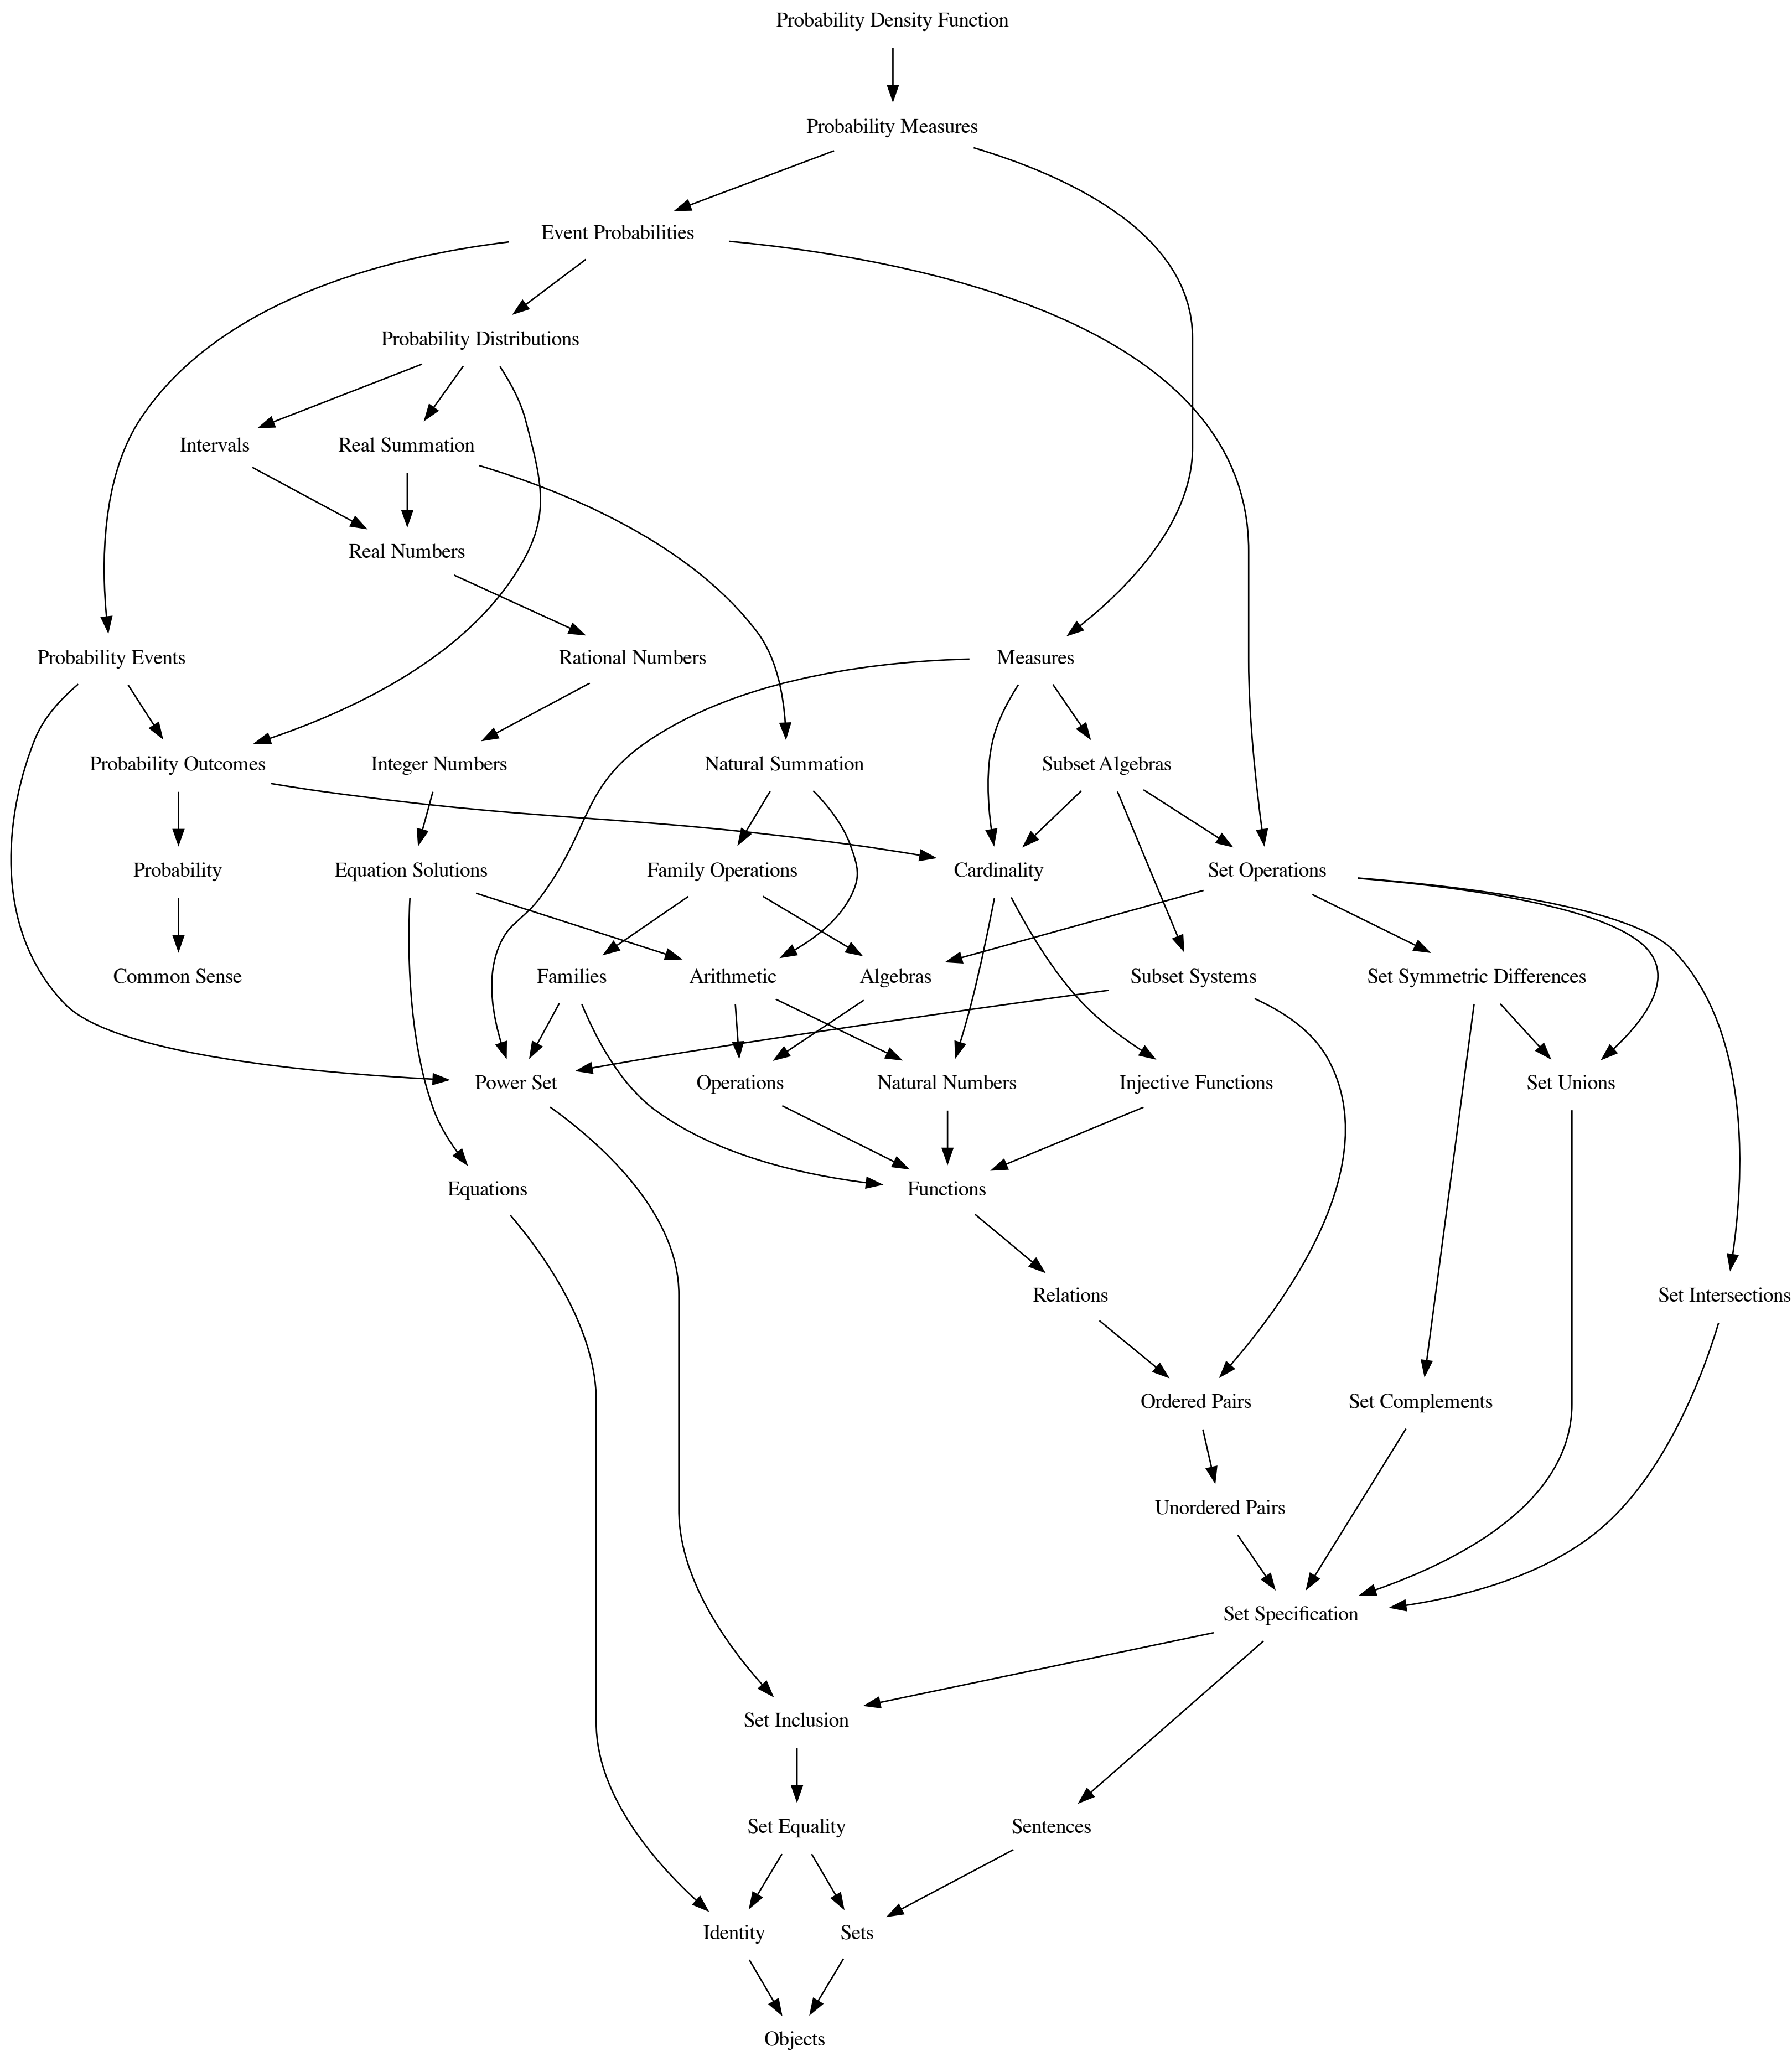 Probability Density Function
Probability Measures
Event Probabilities
Probability Distributions
Intervals
Real Summation
Real Numbers
Probability Events
Rational Numbers
Measures
Probability Outcomes
Integer Numbers
Natural Summation
Subset Algebras
Probability
Equation Solutions
Family Operations
Cardinality
Set Operations
Common Sense
Families
Arithmetic
Algebras
Subset Systems
Set Symmetric Differences
Power Set
Operations
Natural Numbers
Injective Functions
Set Unions
Equations
Functions
Relations
Set Intersections
Ordered Pairs
Set Complements
Unordered Pairs
Set Specification
Set Inclusion
Set Equality
Sentences
Identity
Sets
Objects